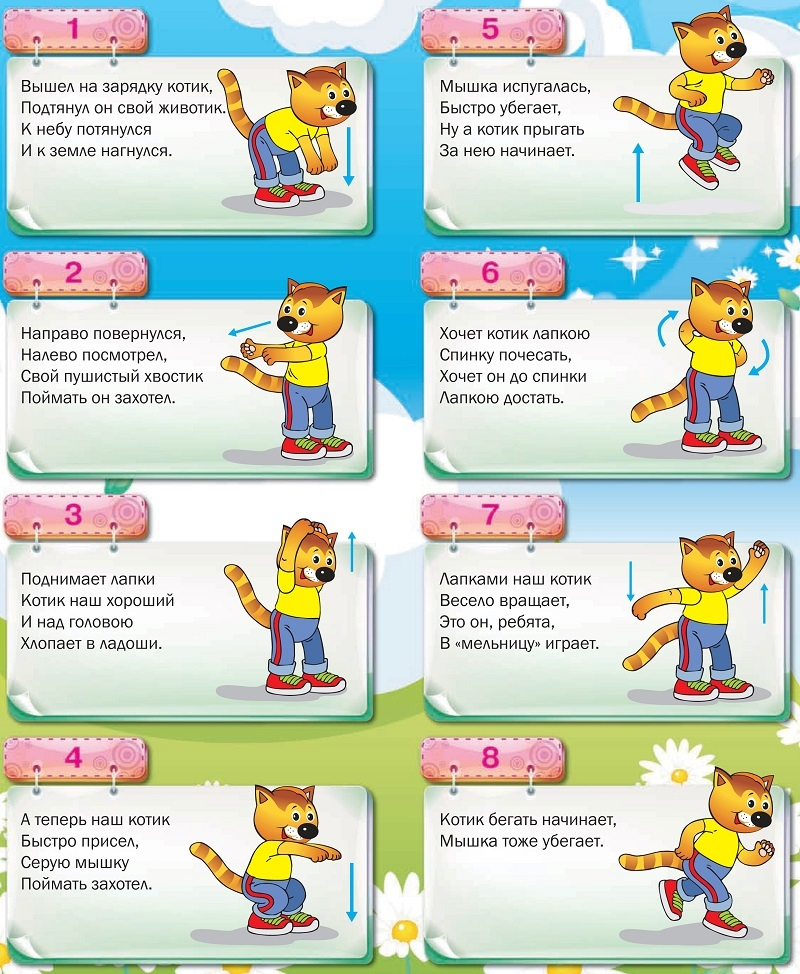 1
Вышел на зарядку котик,
Подтянул он свой животик.
К небу потянулся
И к земле нагнулся.
2
Направо повернулся,
Налево посмотрел,
Свой пушистый хвостик
Поймать он захотел.
3
Поднимает лапки
Котик наш хороший
И над головою
Хлопает в ладоши.
4
А теперь наш котик
Быстро присел,
Серую мышку
Поймать захотел.
5
Мышка испугалась,
Быстро убегает,
Ну а котик прыгать
За нею начинает.
6
Хочет котик лапкою
Спинку почесать,
Хочет он до спинки
Лапкою достать.
7
Лапками наш котик
Весело вращает,
Это он, ребята,
В «мельницу» играет.
8
Котик бегать начинает,
Мышка тоже убегает.